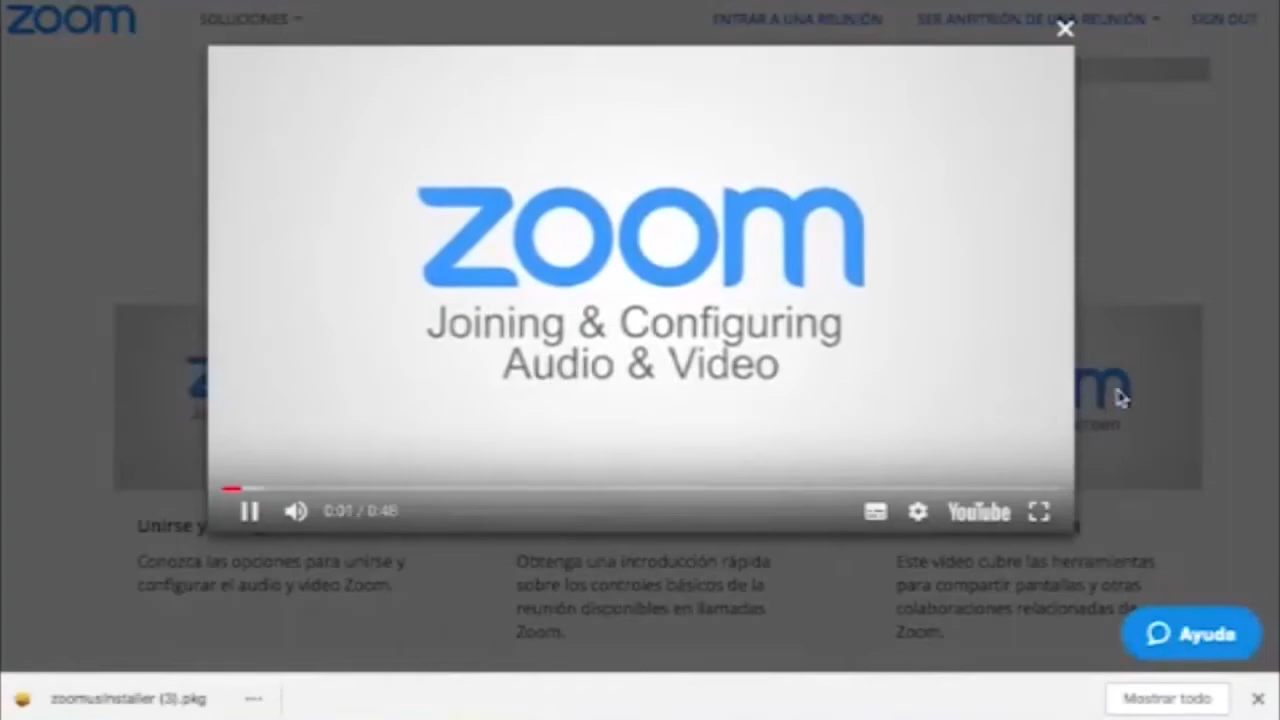 zoom
SOLUCIONES
ENTRAR A UNA REUNIÓN
SER ANFITRIÓN DE UNA REUNIÓN
SIGN OUT
zoom
Joining & Configuring
Audio & Video
0:01 / 0:46
YouTube
Unirse y
Conozca las opciones para unirse y
configurar el audio y video Zoom.
Obtenga una introducción rápida
sobre los controles básicos de la
reunión disponibles en llamadas
Zoom.
Este video cubre las herramientas
para compartir pantallas y otras
colaboraciones relacionadas de
Zoom.
Ayuda
zoomusInstaller (3).pkg
Mostrar todo